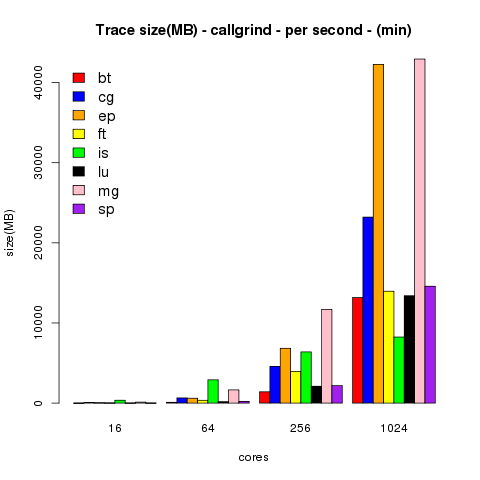 Trace size(MB) - callgrind - per second - (min)
bt
cg
ep
ft
is
lu
mg
sp
size(MB)
40000
30000
20000
10000
0
16 64 256 1024
cores